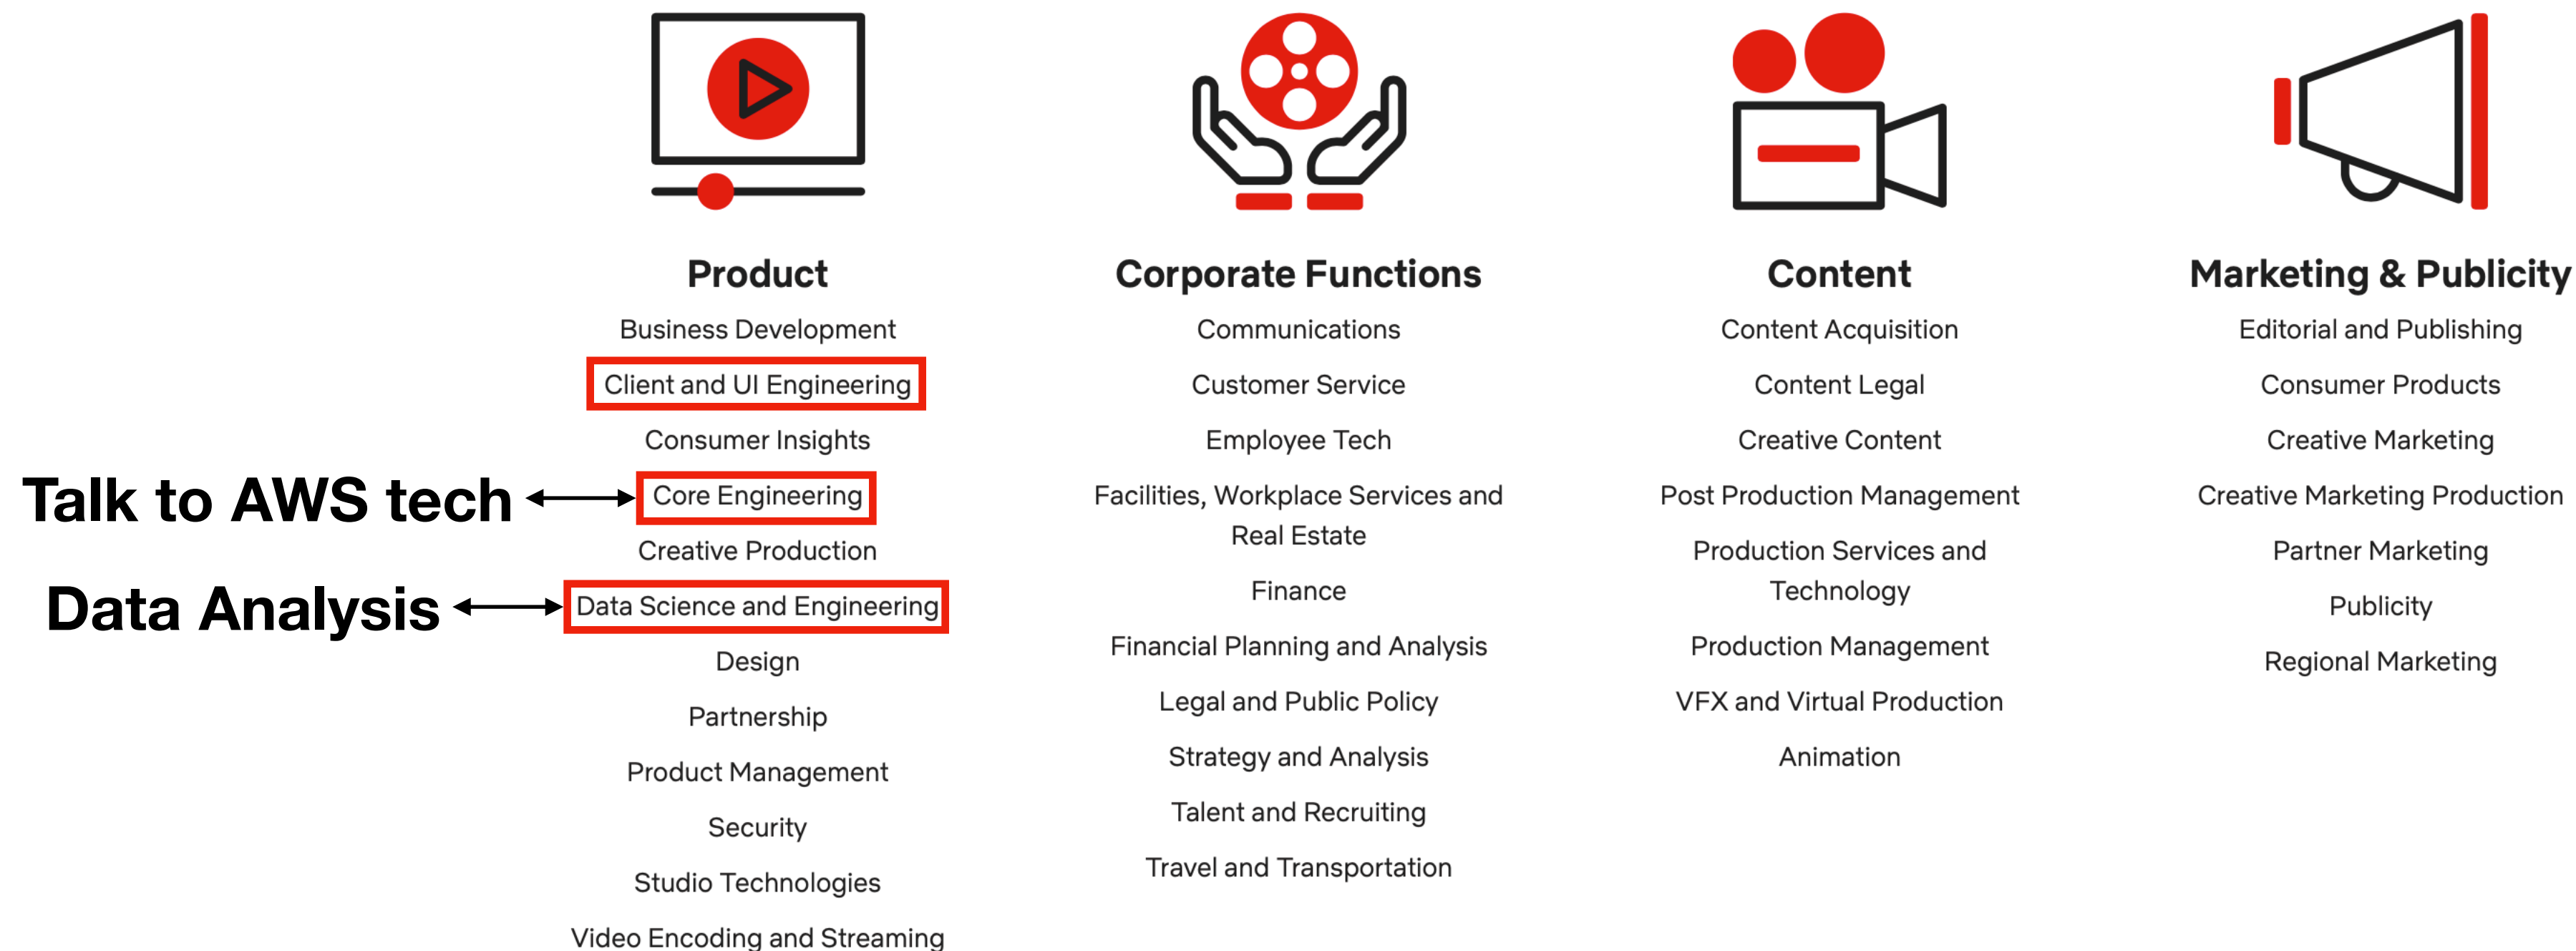 Product
Business Development
Client and UI Engineering
Consumer Insights
Talk to AWS tech
Core Engineering
Creative Production
Data Analysis
Data Science and Engineering
Design
Partnership
Product Management
Security
Studio Technologies
Video Encoding and Streaming
Corporate Functions
Communications
Customer Service
Employee Tech
Facilities, Workplace Services and
Real Estate
Finance
Financial Planning and Analysis
Legal and Public Policy
Strategy and Analysis
Talent and Recruiting
Travel and Transportation
Content
Content Acquisition
Content Legal
Creative Content
Post Production Management
Production Services and
Technology
Production Management
VFX and Virtual Production
Animation
Marketing & Publicity
Editorial and Publishing
Consumer Products
Creative Marketing
Creative Marketing Production
Partner Marketing
Publicity
Regional Marketing